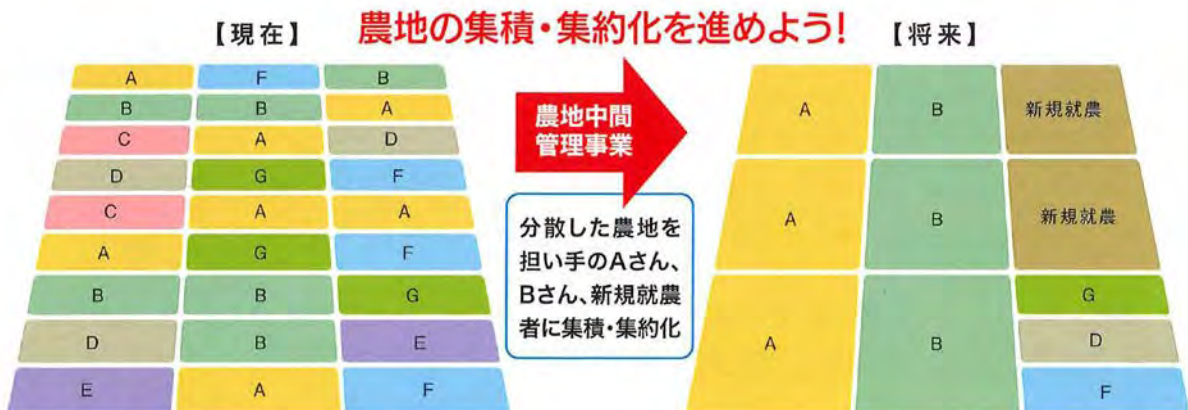 農地の集積・集約化を進めよう!
【現在】
A F B
B B A
C A D
D G F
C A A
A G F
B B G
D B E
E A F
農地中間
管理事業
分散した農地を
担い手のAさん、
Bさん、新規就農
者に集積・集約化
【将来】
A B 新規就農
A B 新規就農
A B G
D
F